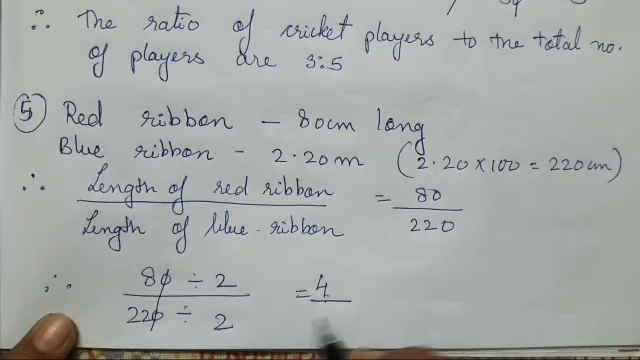 ∴ The ratio of cricket players to the total no.
of players are 3:5
⑤ Red ribbon – 80cm long
Blue ribbon - 2.20m (2.20×100 = 220cm)
∴ Length of red ribbon / Length of blue ribbon = 80 / 220
∴ 80 ÷ 2 / 220 ÷ 2 = 4